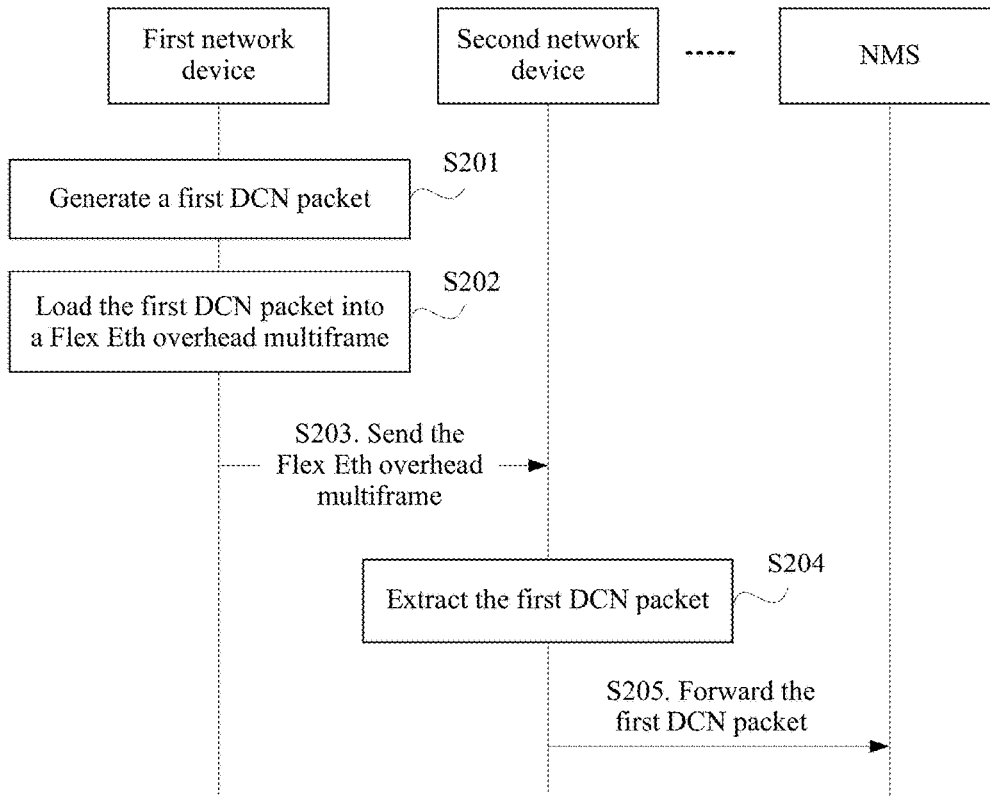 First network
device
Second network
device
NMS
S201
Generate a first DCN packet
S202
Load the first DCN packet into
a Flex Eth overhead multiframe
S203. Send the
Flex Eth overhead
multiframe
S204
Extract the first DCN packet
S205. Forward the
first DCN packet